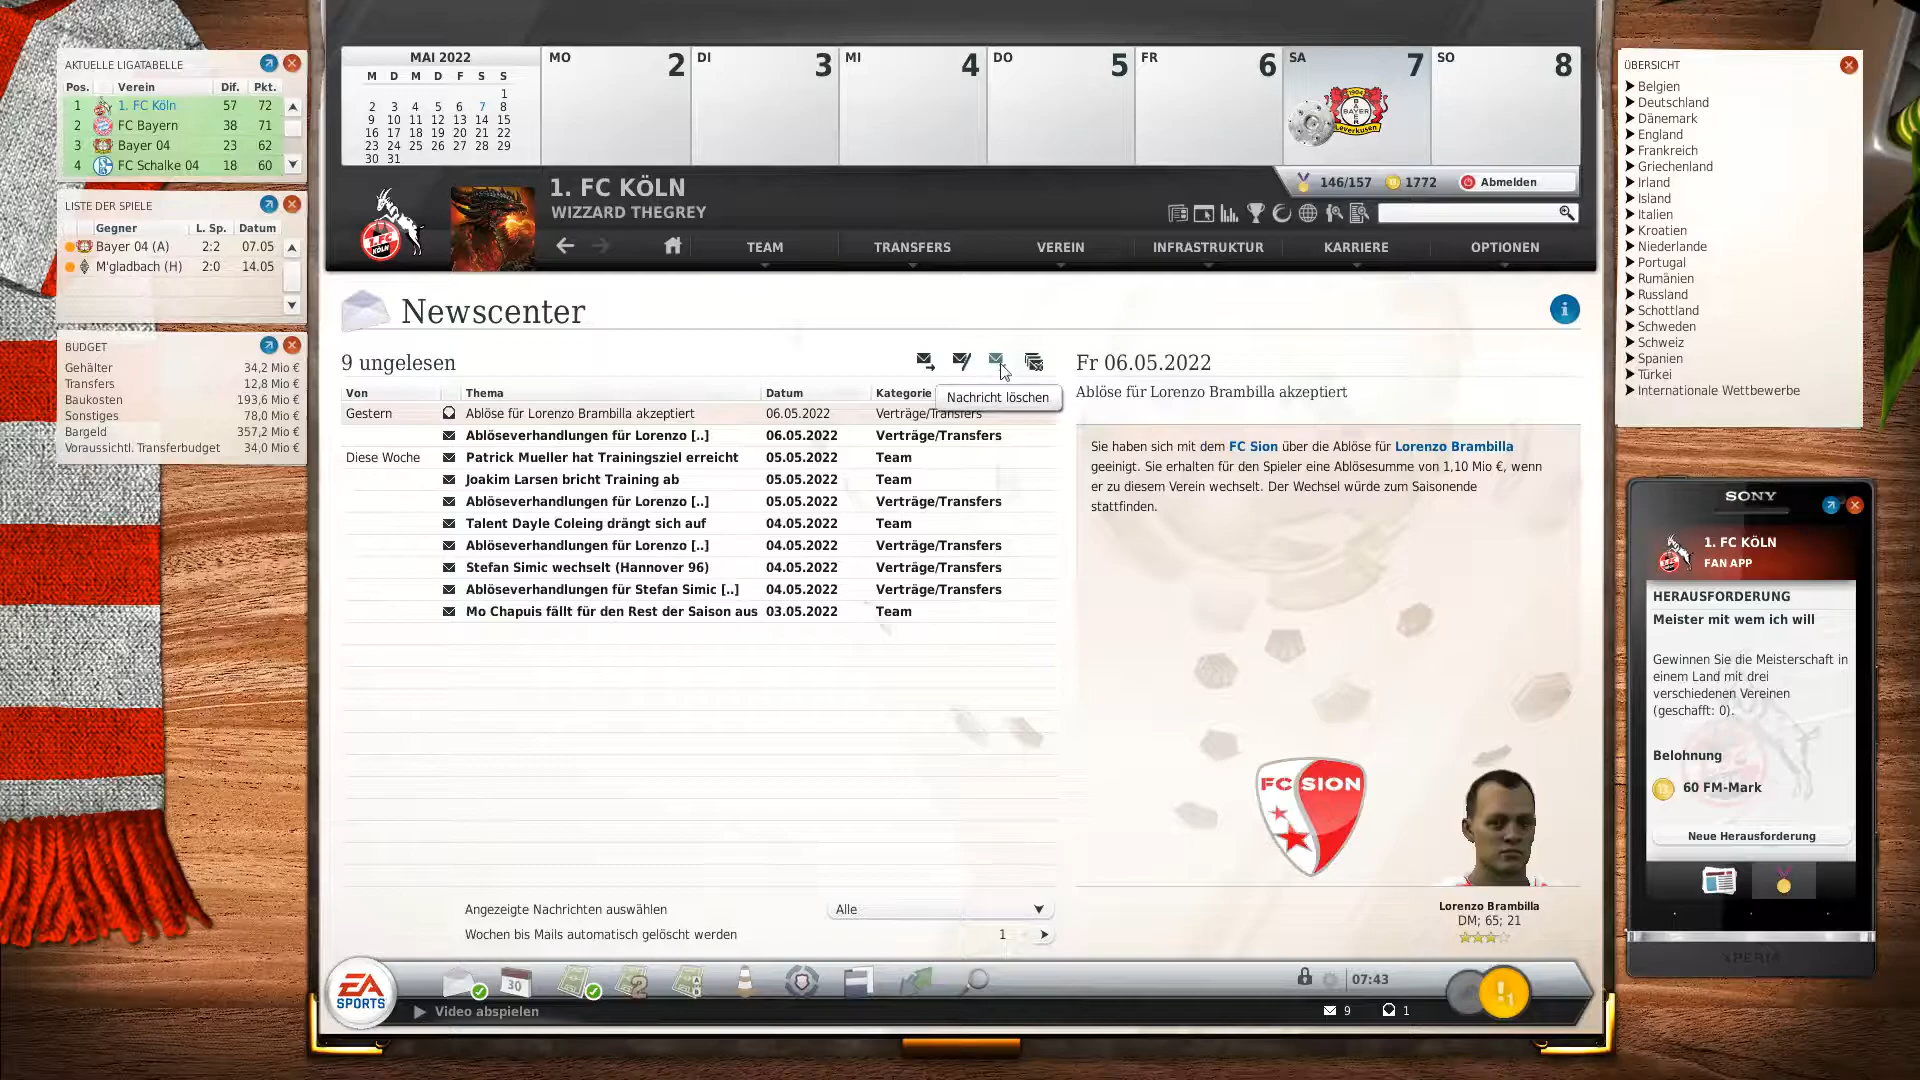 AKTUELLE LIGATABELLE
Pos. Verein Dif. Pkt.
1 1. FC Köln 57 72
2 FC Bayern 38 71
3 Bayer 04 23 62
4 FC Schalke 04 18 60
LISTE DER SPIELE
Gegner L. Sp. Datum
Bayer 04 (A) 2:2 07.05
M'gladbach (H) 2:0 14.05
BUDGET
Gehälter 34,2 Mio €
Transfers 12,8 Mio €
Baukosten 193,6 Mio €
Sonstiges 78,0 Mio €
Bargeld 357,2 Mio €
Voraussichtl. Transferbudget 34,0 Mio €
MAI 2022
M D M D F S S
1
2 3 4 5 6 7 8
9 10 11 12 13 14 15
16 17 18 19 20 21 22
23 24 25 26 27 28 29
30 31
MO 2 DI 3 MI 4 DO 5 FR 6 SA 7 SO 8
1904
BAYER
Leverkusen
1. FC KÖLN
WIZZARD THEGREY
1.FC
KÖLN
146/157 1772 Abmelden
TEAM TRANSFERS VEREIN INFRASTRUKTUR KARRIERE OPTIONEN
Newscenter
9 ungelesen
Nachricht löschen
Von Thema Datum Kategorie
Gestern Ablöse für Lorenzo Brambilla akzeptiert 06.05.2022 Verträge/Transfers
Ablöseverhandlungen für Lorenzo [..] 06.05.2022 Verträge/Transfers
Diese Woche Patrick Mueller hat Trainingsziel erreicht 05.05.2022 Team
Joakim Larsen bricht Training ab 05.05.2022 Team
Ablöseverhandlungen für Lorenzo [..] 05.05.2022 Verträge/Transfers
Talent Dayle Coleing drängt sich auf 04.05.2022 Team
Ablöseverhandlungen für Lorenzo [..] 04.05.2022 Verträge/Transfers
Stefan Simic wechselt (Hannover 96) 04.05.2022 Verträge/Transfers
Ablöseverhandlungen für Stefan Simic [..] 04.05.2022 Verträge/Transfers
Mo Chapuis fällt für den Rest der Saison aus 03.05.2022 Team
Angezeigte Nachrichten auswählen Alle
Wochen bis Mails automatisch gelöscht werden 1
Fr 06.05.2022
Ablöse für Lorenzo Brambilla akzeptiert
Sie haben sich mit dem FC Sion über die Ablöse für Lorenzo Brambilla
geeinigt. Sie erhalten für den Spieler eine Ablösesumme von 1,10 Mio €, wenn
er zu diesem Verein wechselt. Der Wechsel würde zum Saisonende
stattfinden.
FC SION
Lorenzo Brambilla
DM; 65; 21
EA
SPORTS
30
2
07:43
!1
Video abspielen
9 1
ÜBERSICHT
Belgien
Deutschland
Dänemark
England
Frankreich
Griechenland
Irland
Island
Italien
Kroatien
Niederlande
Portugal
Rumänien
Russland
Schottland
Schweden
Schweiz
Spanien
Türkei
Internationale Wettbewerbe
SONY
1. FC KÖLN
FAN APP
HERAUSFORDERUNG
Meister mit wem ich will
Gewinnen Sie die Meisterschaft in
einem Land mit drei
verschiedenen Vereinen
(geschafft: 0).
Belohnung
60 FM-Mark
Neue Herausforderung
XPERIA